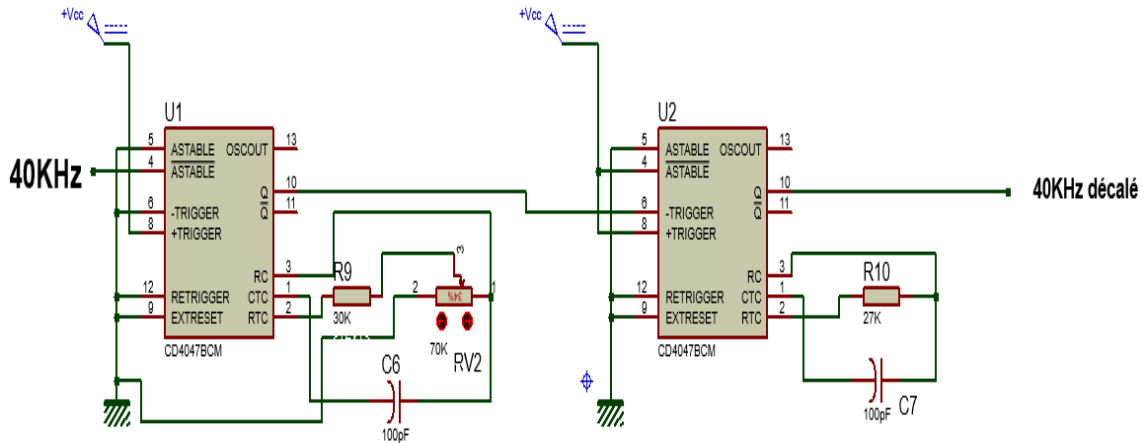 +Vcc
+Vcc
U1
U2
5 ASTABLE OSCOUT 13
4 ASTABLE
Q 10
6 -TRIGGER Q 11
8 +TRIGGER
RC 3
12 RETRIGGER CTC 1
9 EXTRESET RTC 2
CD4047BCM
40KHz
R9
30K
3
2
1
70K
RV2
C6
100pF
5 ASTABLE OSCOUT 13
4 ASTABLE
Q 10
6 -TRIGGER Q 11
8 +TRIGGER
RC 3
12 RETRIGGER CTC 1
9 EXTRESET RTC 2
CD4047BCM
40KHz décalé
R10
27K
C7
100pF